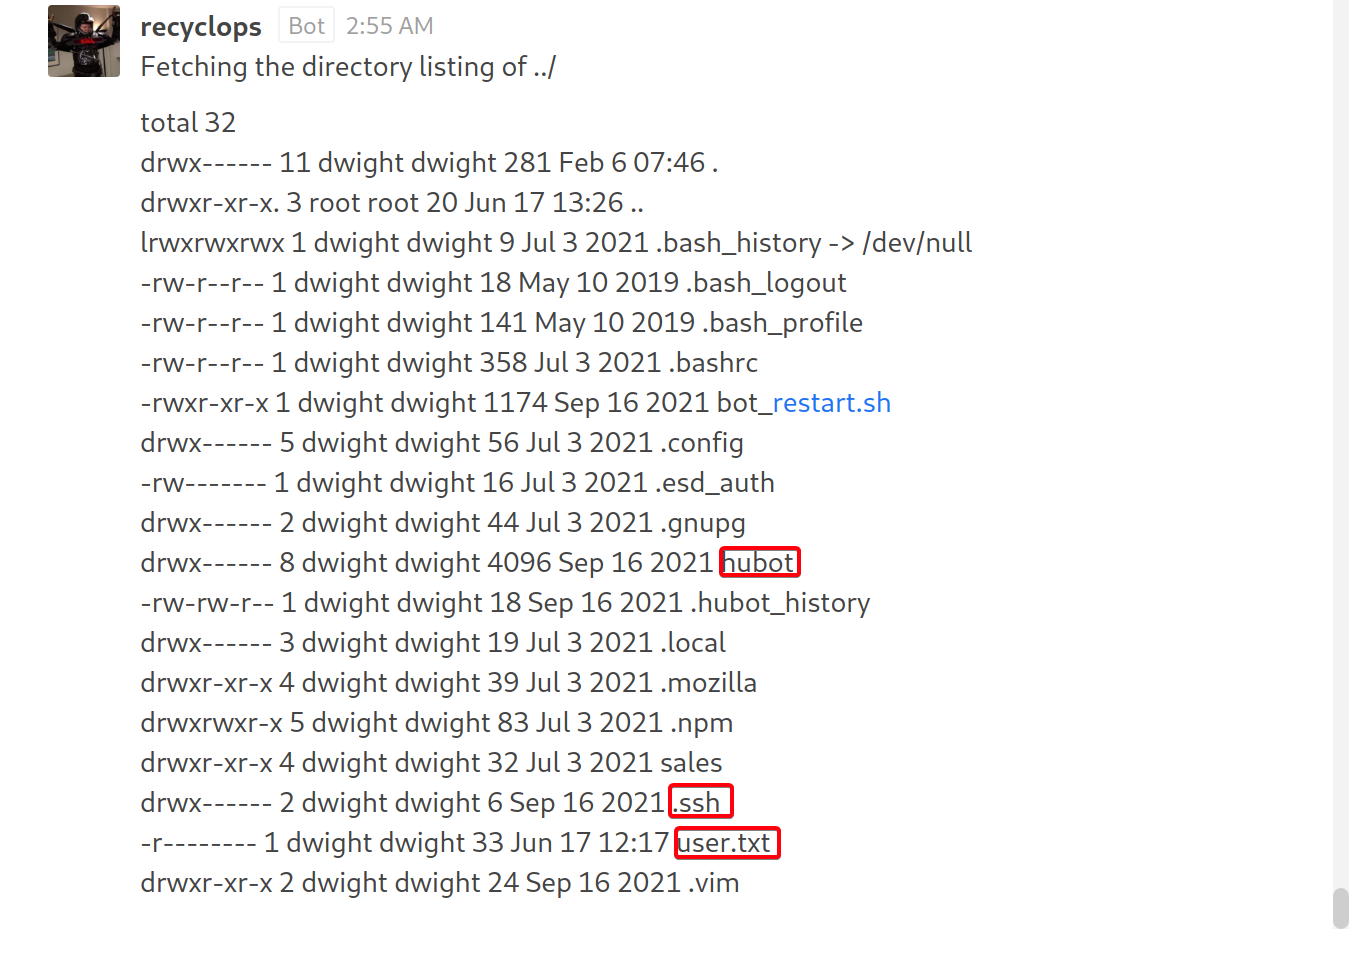 recyclops Bot 2:55 AM
Fetching the directory listing of ../
total 32
drwx------ 11 dwight dwight 281 Feb 6 07:46 .
drwxr-xr-x. 3 root root 20 Jun 17 13:26 ..
lrwxrwxrwx 1 dwight dwight 9 Jul 3 2021 .bash_history -> /dev/null
-rw-r--r-- 1 dwight dwight 18 May 10 2019 .bash_logout
-rw-r--r-- 1 dwight dwight 141 May 10 2019 .bash_profile
-rw-r--r-- 1 dwight dwight 358 Jul 3 2021 .bashrc
-rwxr-xr-x 1 dwight dwight 1174 Sep 16 2021 bot_restart.sh
drwx------ 5 dwight dwight 56 Jul 3 2021 .config
-rw------- 1 dwight dwight 16 Jul 3 2021 .esd_auth
drwx------ 2 dwight dwight 44 Jul 3 2021 .gnupg
drwx------ 8 dwight dwight 4096 Sep 16 2021 hubot
-rw-rw-r-- 1 dwight dwight 18 Sep 16 2021 .hubot_history
drwx------ 3 dwight dwight 19 Jul 3 2021 .local
drwxr-xr-x 4 dwight dwight 39 Jul 3 2021 .mozilla
drwxrwxr-x 5 dwight dwight 83 Jul 3 2021 .npm
drwxr-xr-x 4 dwight dwight 32 Jul 3 2021 sales
drwx------ 2 dwight dwight 6 Sep 16 2021 .ssh
-r-------- 1 dwight dwight 33 Jun 17 12:17 user.txt
drwxr-xr-x 2 dwight dwight 24 Sep 16 2021 .vim